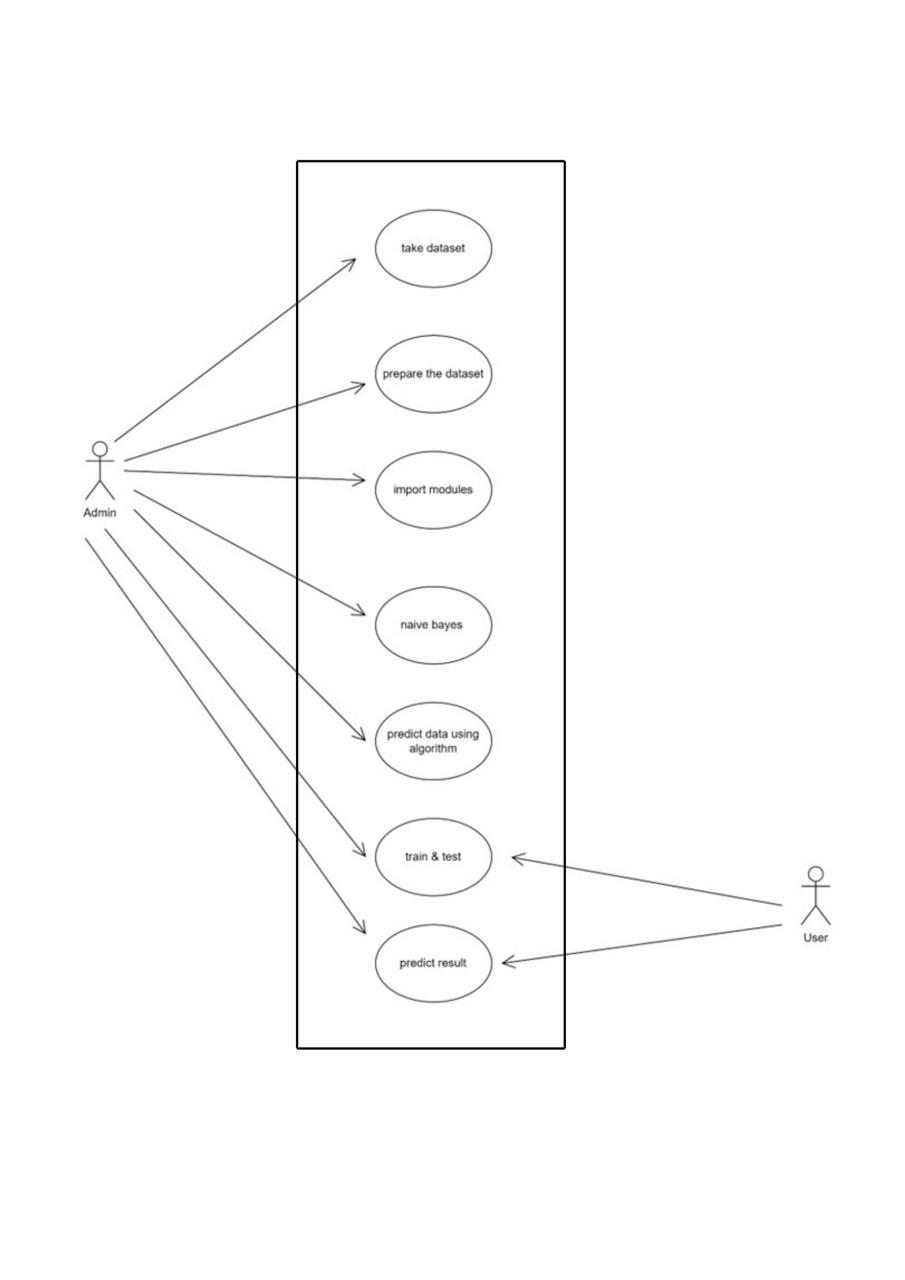 take dataset
prepare the dataset
import modules
Admin
naive bayes
predict data using
algorithm
train & test
User
predict result